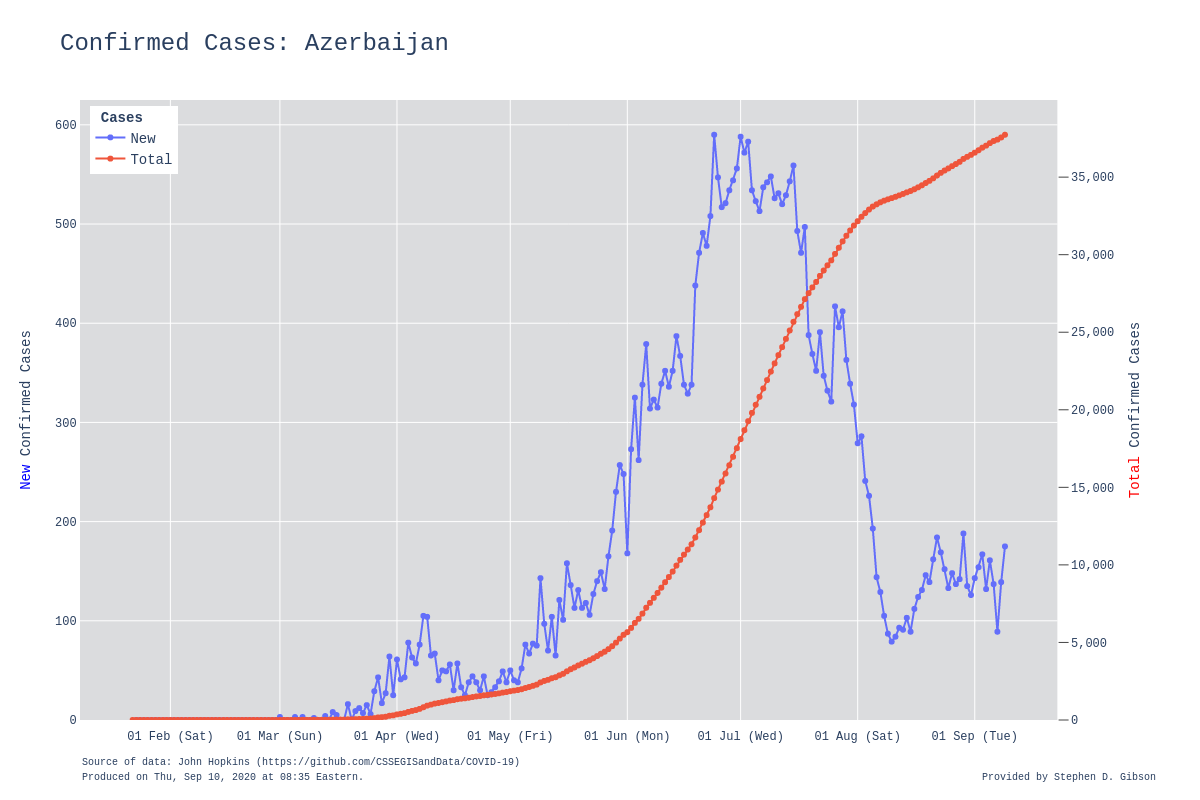 Confirmed Cases: Azerbaijan
Cases
New
Total
600
500
400
300
200
100
0
New Confirmed Cases
35,000
30,000
25,000
20,000
15,000
10,000
5,000
0
Total Confirmed Cases
01 Feb (Sat) 01 Mar (Sun) 01 Apr (Wed) 01 May (Fri) 01 Jun (Mon) 01 Jul (Wed) 01 Aug (Sat) 01 Sep (Tue)
Source of data: John Hopkins (https://github.com/CSSEGISandData/COVID-19)
Produced on Thu, Sep 10, 2020 at 08:35 Eastern.
Provided by Stephen D. Gibson